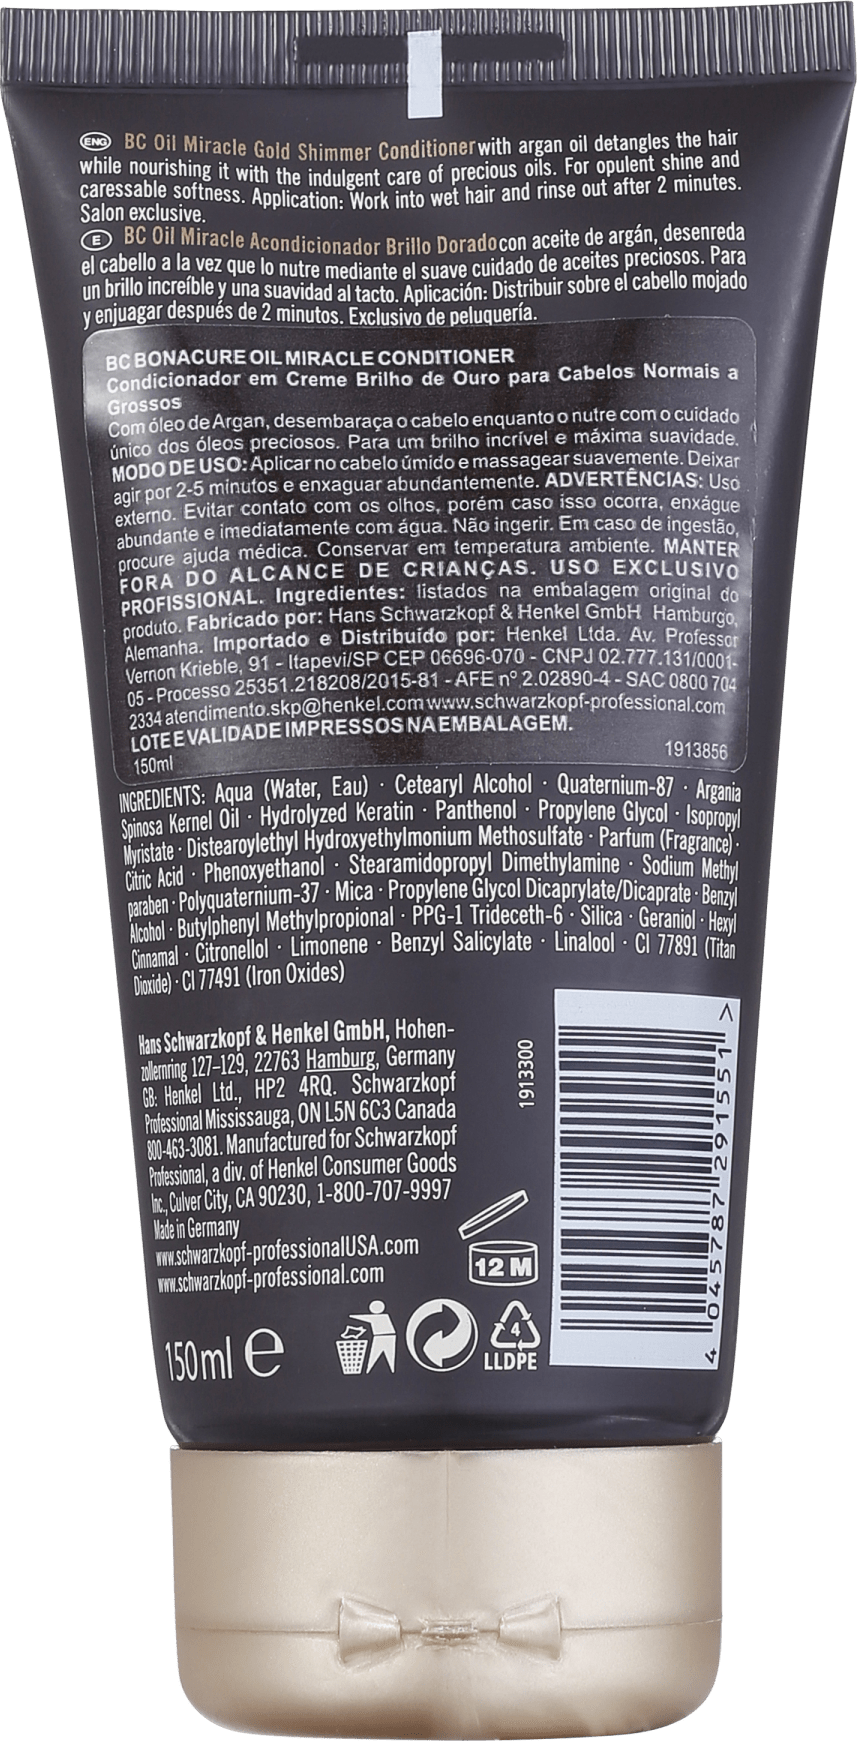 ENG BC Oil Miracle Gold Shimmer Conditioner with argan oil detangles the hair
while nourishing it with the indulgent care of precious oils. For opulent shine and
caressable softness. Application: Work into wet hair and rinse out after 2 minutes.
Salon exclusive.
E BC Oil Miracle Acondicionador Brillo Dorado con aceite de argán, desenreda
el cabello a la vez que lo nutre mediante el suave cuidado de aceites preciosos. Para
un brillo increíble y una suavidad al tacto. Aplicación: Distribuir sobre el cabello mojado
y enjuagar después de 2 minutos. Exclusivo de peluquería.
BC BONACURE OIL MIRACLE CONDITIONER
Condicionador em Creme Brilho de Ouro para Cabelos Normais a
Grossos
Com óleo de Argan, desembaraça o cabelo enquanto o nutre com o cuidado
único dos óleos preciosos. Para um brilho incrível e máxima suavidade.
MODO DE USO: Aplicar no cabelo úmido e massagear suavemente. Deixar
agir por 2-5 minutos e enxaguar abundantemente. ADVERTÊNCIAS: Uso
externo. Evitar contato com os olhos, porém caso isso ocorra, enxágue
abundante e imediatamente com água. Não ingerir. Em caso de ingestão,
procure ajuda médica. Conservar em temperatura ambiente. MANTER
FORA DO ALCANCE DE CRIANÇAS. USO EXCLUSIVO
PROFISSIONAL. Ingredientes: listados na embalagem original do
produto. Fabricado por: Hans Schwarzkopf & Henkel GmbH Hamburgo,
Alemanha. Importado e Distribuído por: Henkel Ltda. Av. Professor
Vernon Krieble, 91 - Itapevi/SP CEP 06696-070 - CNPJ 02.777.131/0001-
05 - Processo 25351.218208/2015-81 - AFE nº 2.02890-4 - SAC 0800 704
2334 atendimento.skp@henkel.com www.schwarzkopf-professional.com
LOTE E VALIDADE IMPRESSOS NA EMBALAGEM.
150ml
1913856
INGREDIENTS: Aqua (Water, Eau) · Cetearyl Alcohol · Quaternium-87 · Argania
Spinosa Kernel Oil · Hydrolyzed Keratin · Panthenol · Propylene Glycol · Isopropyl
Myristate · Distearoylethyl Hydroxyethylmonium Methosulfate · Parfum (Fragrance) ·
Citric Acid · Phenoxyethanol · Stearamidopropyl Dimethylamine · Sodium Methyl
paraben · Polyquaternium-37 · Mica · Propylene Glycol Dicaprylate/Dicaprate · Benzyl
Alcohol · Butylphenyl Methylpropional · PPG-1 Trideceth-6 · Silica · Geraniol · Hexyl
Cinnamal · Citronellol · Limonene · Benzyl Salicylate · Linalool · CI 77891 (Titan
Dioxide) · CI 77491 (Iron Oxides)
Hans Schwarzkopf & Henkel GmbH, Hohen-
zollernring 127–129, 22763 Hamburg, Germany
GB: Henkel Ltd., HP2 4RQ. Schwarzkopf
Professional Mississauga, ON L5N 6C3 Canada
800-463-3081. Manufactured for Schwarzkopf
Professional, a div. of Henkel Consumer Goods
Inc., Culver City, CA 90230, 1-800-707-9997
Made in Germany
www.schwarzkopf-professionalUSA.com
www.schwarzkopf-professional.com
1913300
12 M
4 045787 291551 >
4
LLDPE
150 ml e